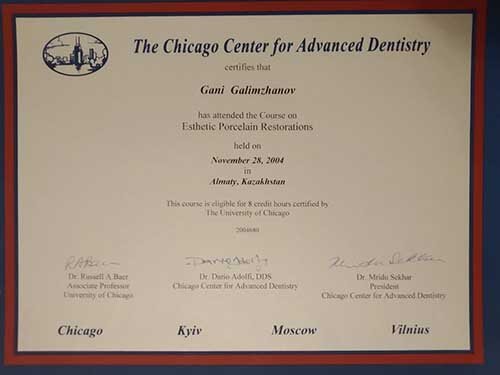 The Chicago Center for Advanced Dentistry
certifies that
Gani Galimzhanov
has attended the Course on
Esthetic Porcelain Restorations
held on
November 28, 2004
in
Almaty, Kazakhstan
This course is eligible for 8 credit hours certified by
The University of Chicago
2004680
Dr. Russell A Baer
Associate Professor
University of Chicago
Dr. Dario Adolfi, DDS
Chicago Center for Advanced Dentistry
Dr. Mridu Sekhar
President
Chicago Center for Advanced Dentistry
Chicago Kyiv Moscow Vilnius